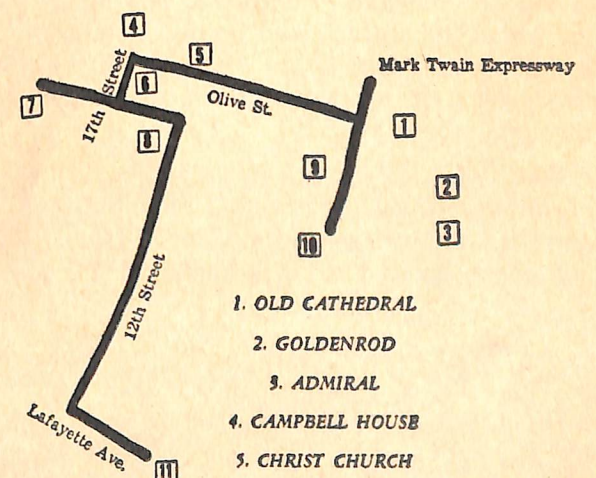 4
5
Mark Twain Expressway
17th Street
6
7
Olive St.
8
1
9
2
10
3
12th Street
1. OLD CATHEDRAL
2. GOLDENROD
3. ADMIRAL
4. CAMPBELL HOUSE
5. CHRIST CHURCH
Lafayette Ave.
11